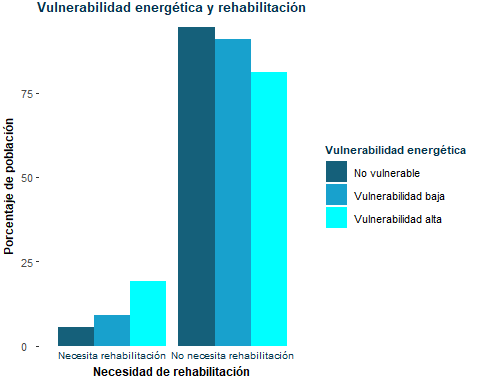 Vulnerabilidad energética y rehabilitación
Porcentaje de población
75
50
25
0
Necesita rehabilitación
No necesita rehabilitación
Necesidad de rehabilitación
Vulnerabilidad energética
No vulnerable
Vulnerabilidad baja
Vulnerabilidad alta